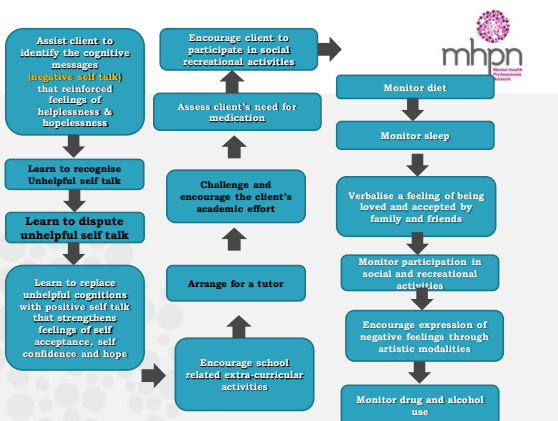 Assist client to
identify the cognitive
messages
(negative self talk)
that reinforced
feelings of
helplessness &
hopelessness
Learn to recognise
Unhelpful self talk
Learn to dispute
unhelpful self talk
Learn to replace
unhelpful cognitions
with positive self talk
that strengthens
feelings of self
acceptance, self
confidence and hope
Encourage school
related extra-curricular
activities
Arrange for a tutor
Challenge and
encourage the client's
academic effort
Assess client's need for
medication
Encourage client to
participate in social
recreational activities
mhpn
Mental Health
Professionals
Network
Monitor diet
Monitor sleep
Verbalise a feeling of being
loved and accepted by
family and friends
Monitor participation in
social and recreational
activities
Encourage expression of
negative feelings through
artistic modalities
Monitor drug and alcohol
use